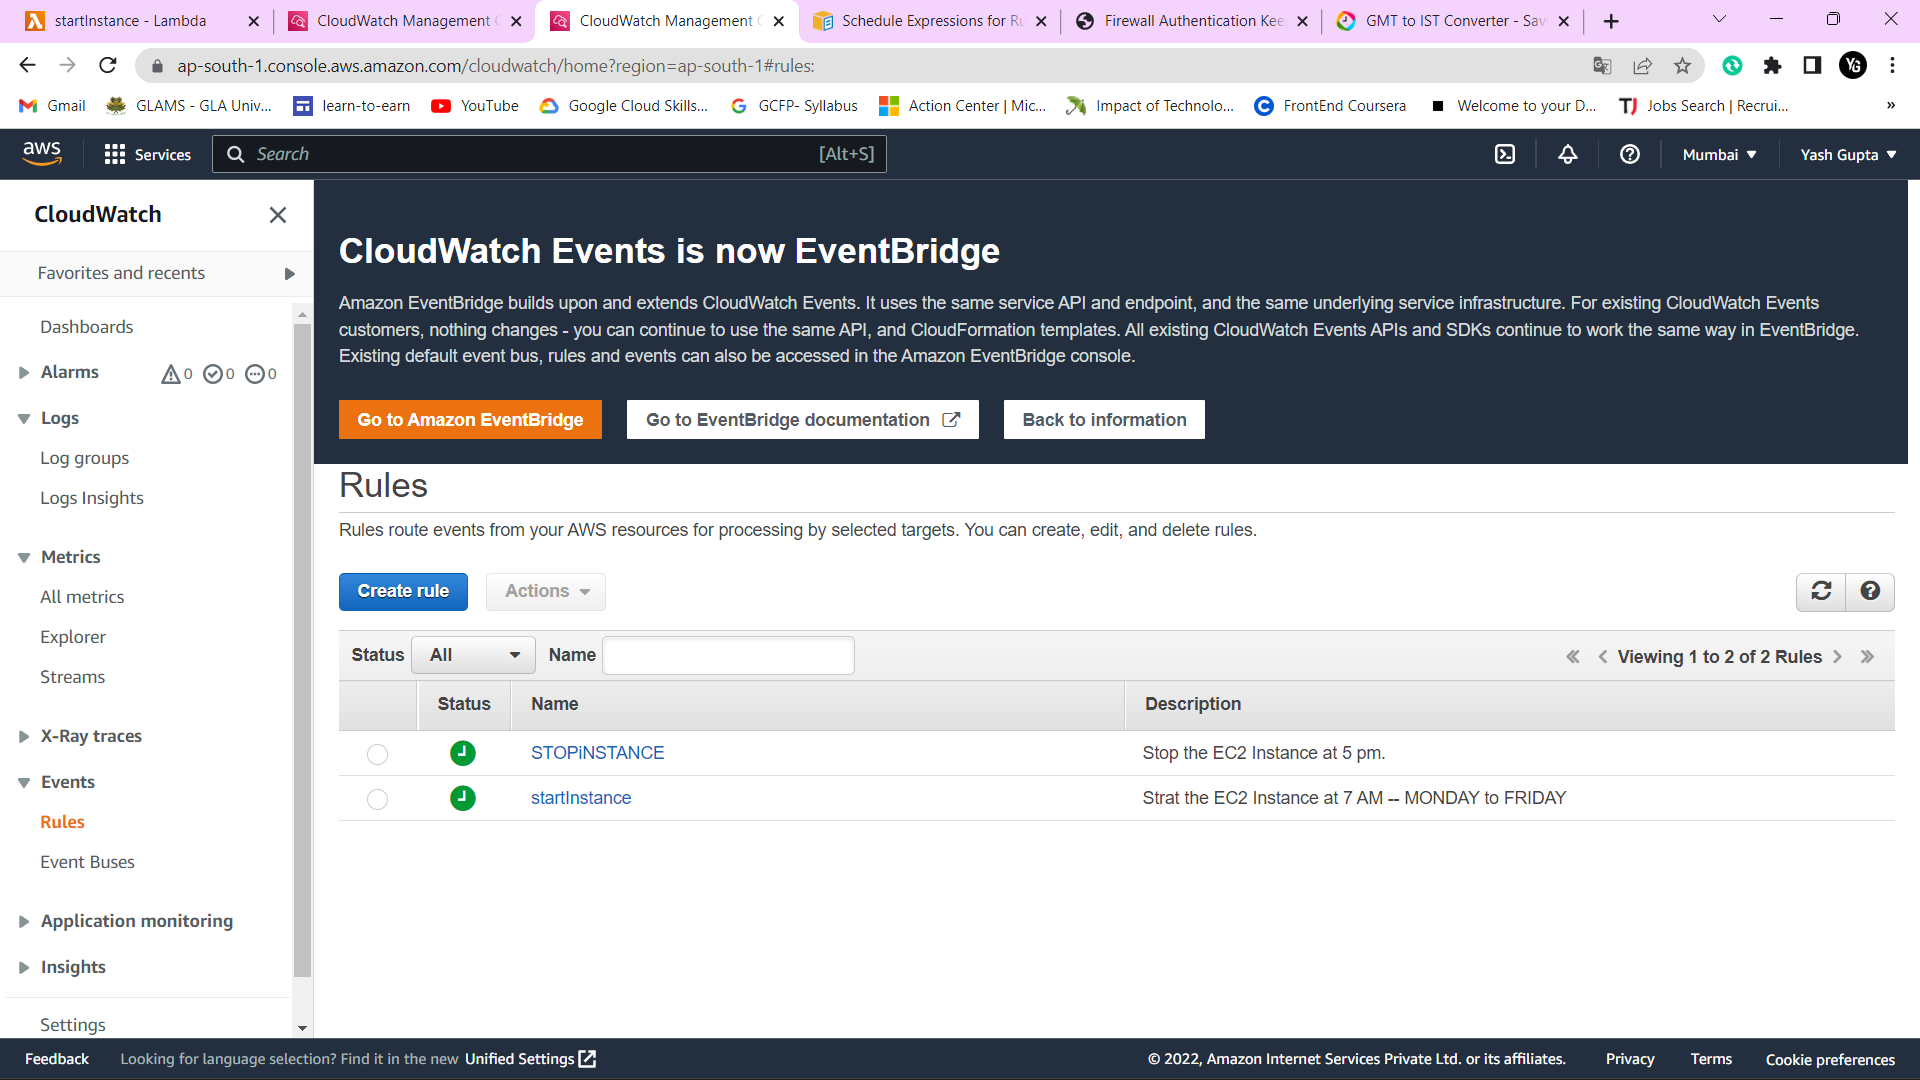 startInstance - Lambda
CloudWatch Management C
CloudWatch Management C
Schedule Expressions for Ru
Firewall Authentication Kee
GMT to IST Converter - Sav
ap-south-1.console.aws.amazon.com/cloudwatch/home?region=ap-south-1#rules:
YG
Gmail
GLAMS - GLA Univ...
learn-to-earn
YouTube
Google Cloud Skills...
GCFP- Syllabus
Action Center | Mic...
Impact of Technolo...
FrontEnd Coursera
Welcome to your D...
Jobs Search | Recrui...
»
aws
Services
Search
[Alt+S]
Mumbai
Yash Gupta
CloudWatch
Favorites and recents
Dashboards
Alarms 0 0 0
Logs
Log groups
Logs Insights
Metrics
All metrics
Explorer
Streams
X-Ray traces
Events
Rules
Event Buses
Application monitoring
Insights
Settings
CloudWatch Events is now EventBridge
Amazon EventBridge builds upon and extends CloudWatch Events. It uses the same service API and endpoint, and the same underlying service infrastructure. For existing CloudWatch Events
customers, nothing changes - you can continue to use the same API, and CloudFormation templates. All existing CloudWatch Events APIs and SDKs continue to work the same way in EventBridge.
Existing default event bus, rules and events can also be accessed in the Amazon EventBridge console.
Go to Amazon EventBridge
Go to EventBridge documentation
Back to information
Rules
Rules route events from your AWS resources for processing by selected targets. You can create, edit, and delete rules.
Create rule
Actions
Status All Name
« ‹ Viewing 1 to 2 of 2 Rules › »
Status Name Description
STOPiNSTANCE Stop the EC2 Instance at 5 pm.
startInstance Strat the EC2 Instance at 7 AM -- MONDAY to FRIDAY
Feedback
Looking for language selection? Find it in the new Unified Settings
© 2022, Amazon Internet Services Private Ltd. or its affiliates.
Privacy
Terms
Cookie preferences